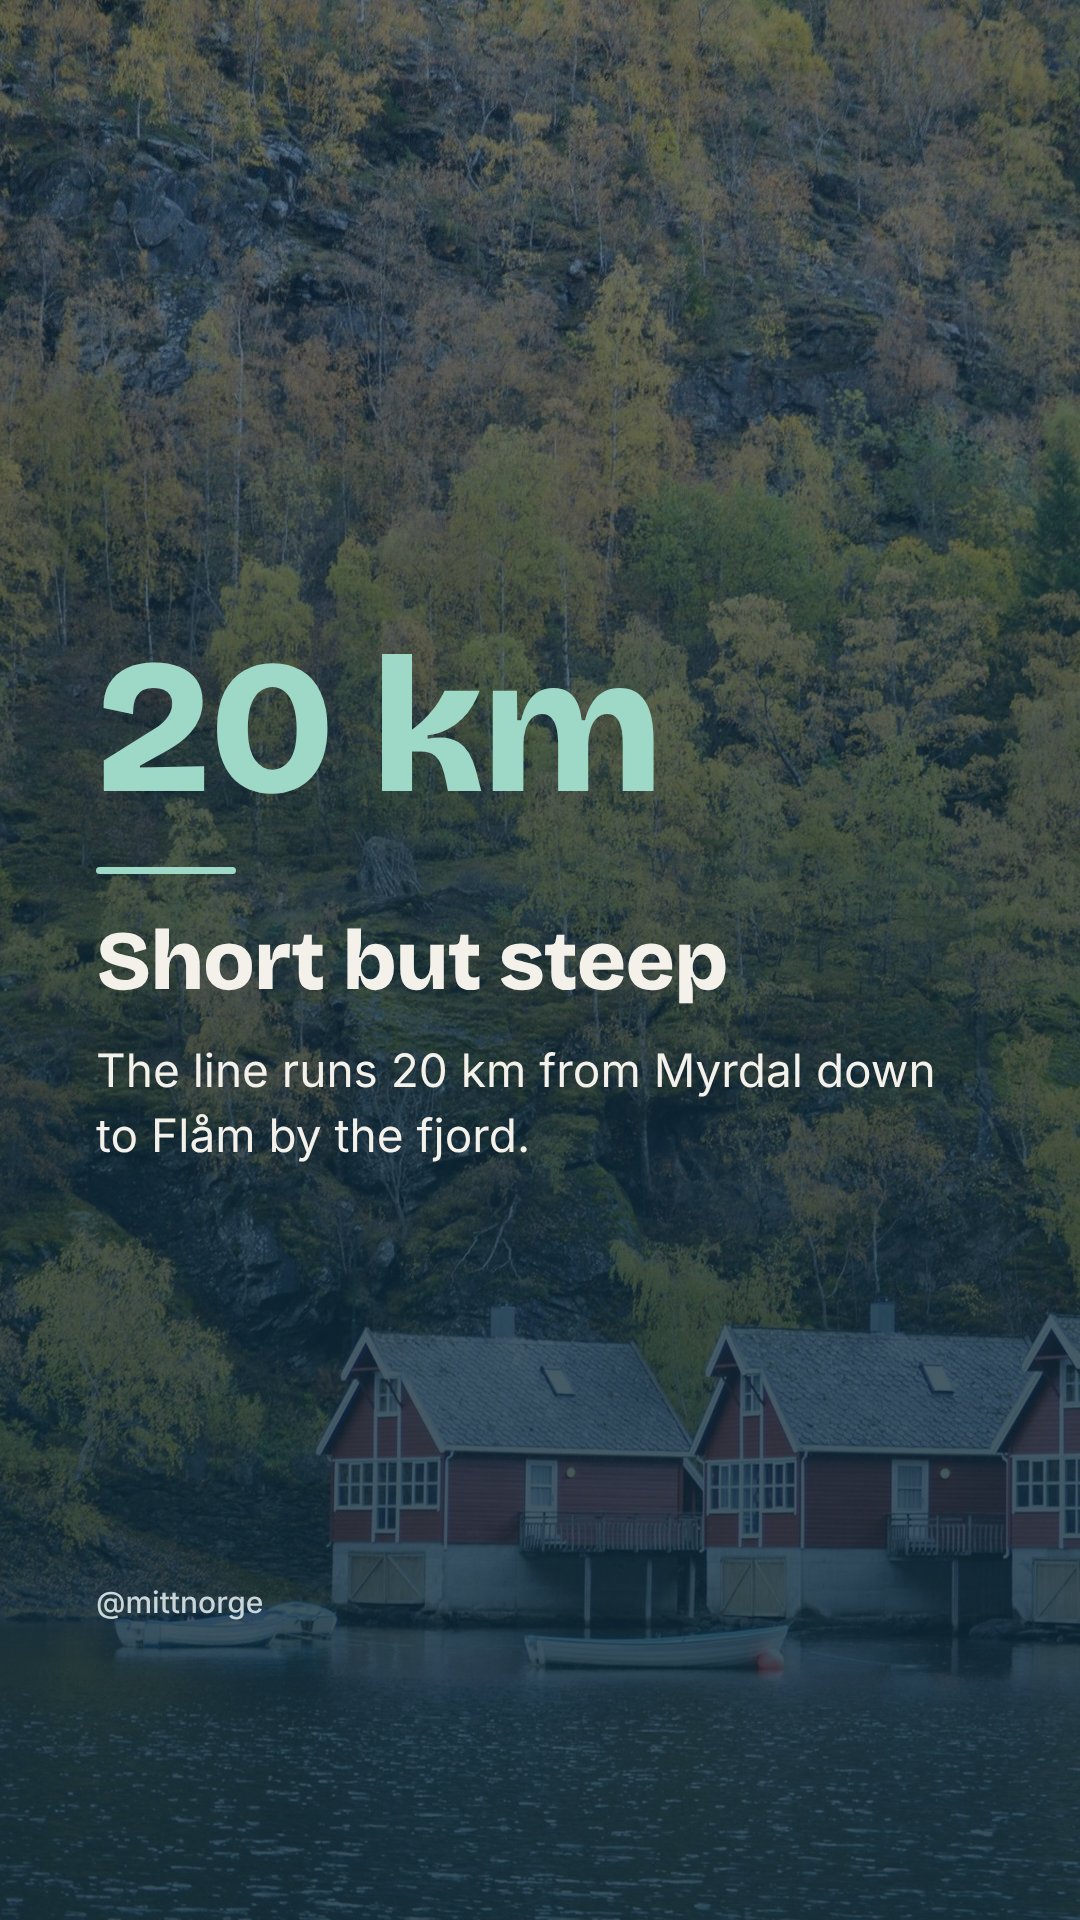 20 km
Short but steep
The line runs 20 km from Myrdal down
to Flåm by the fjord.
@mittnorge